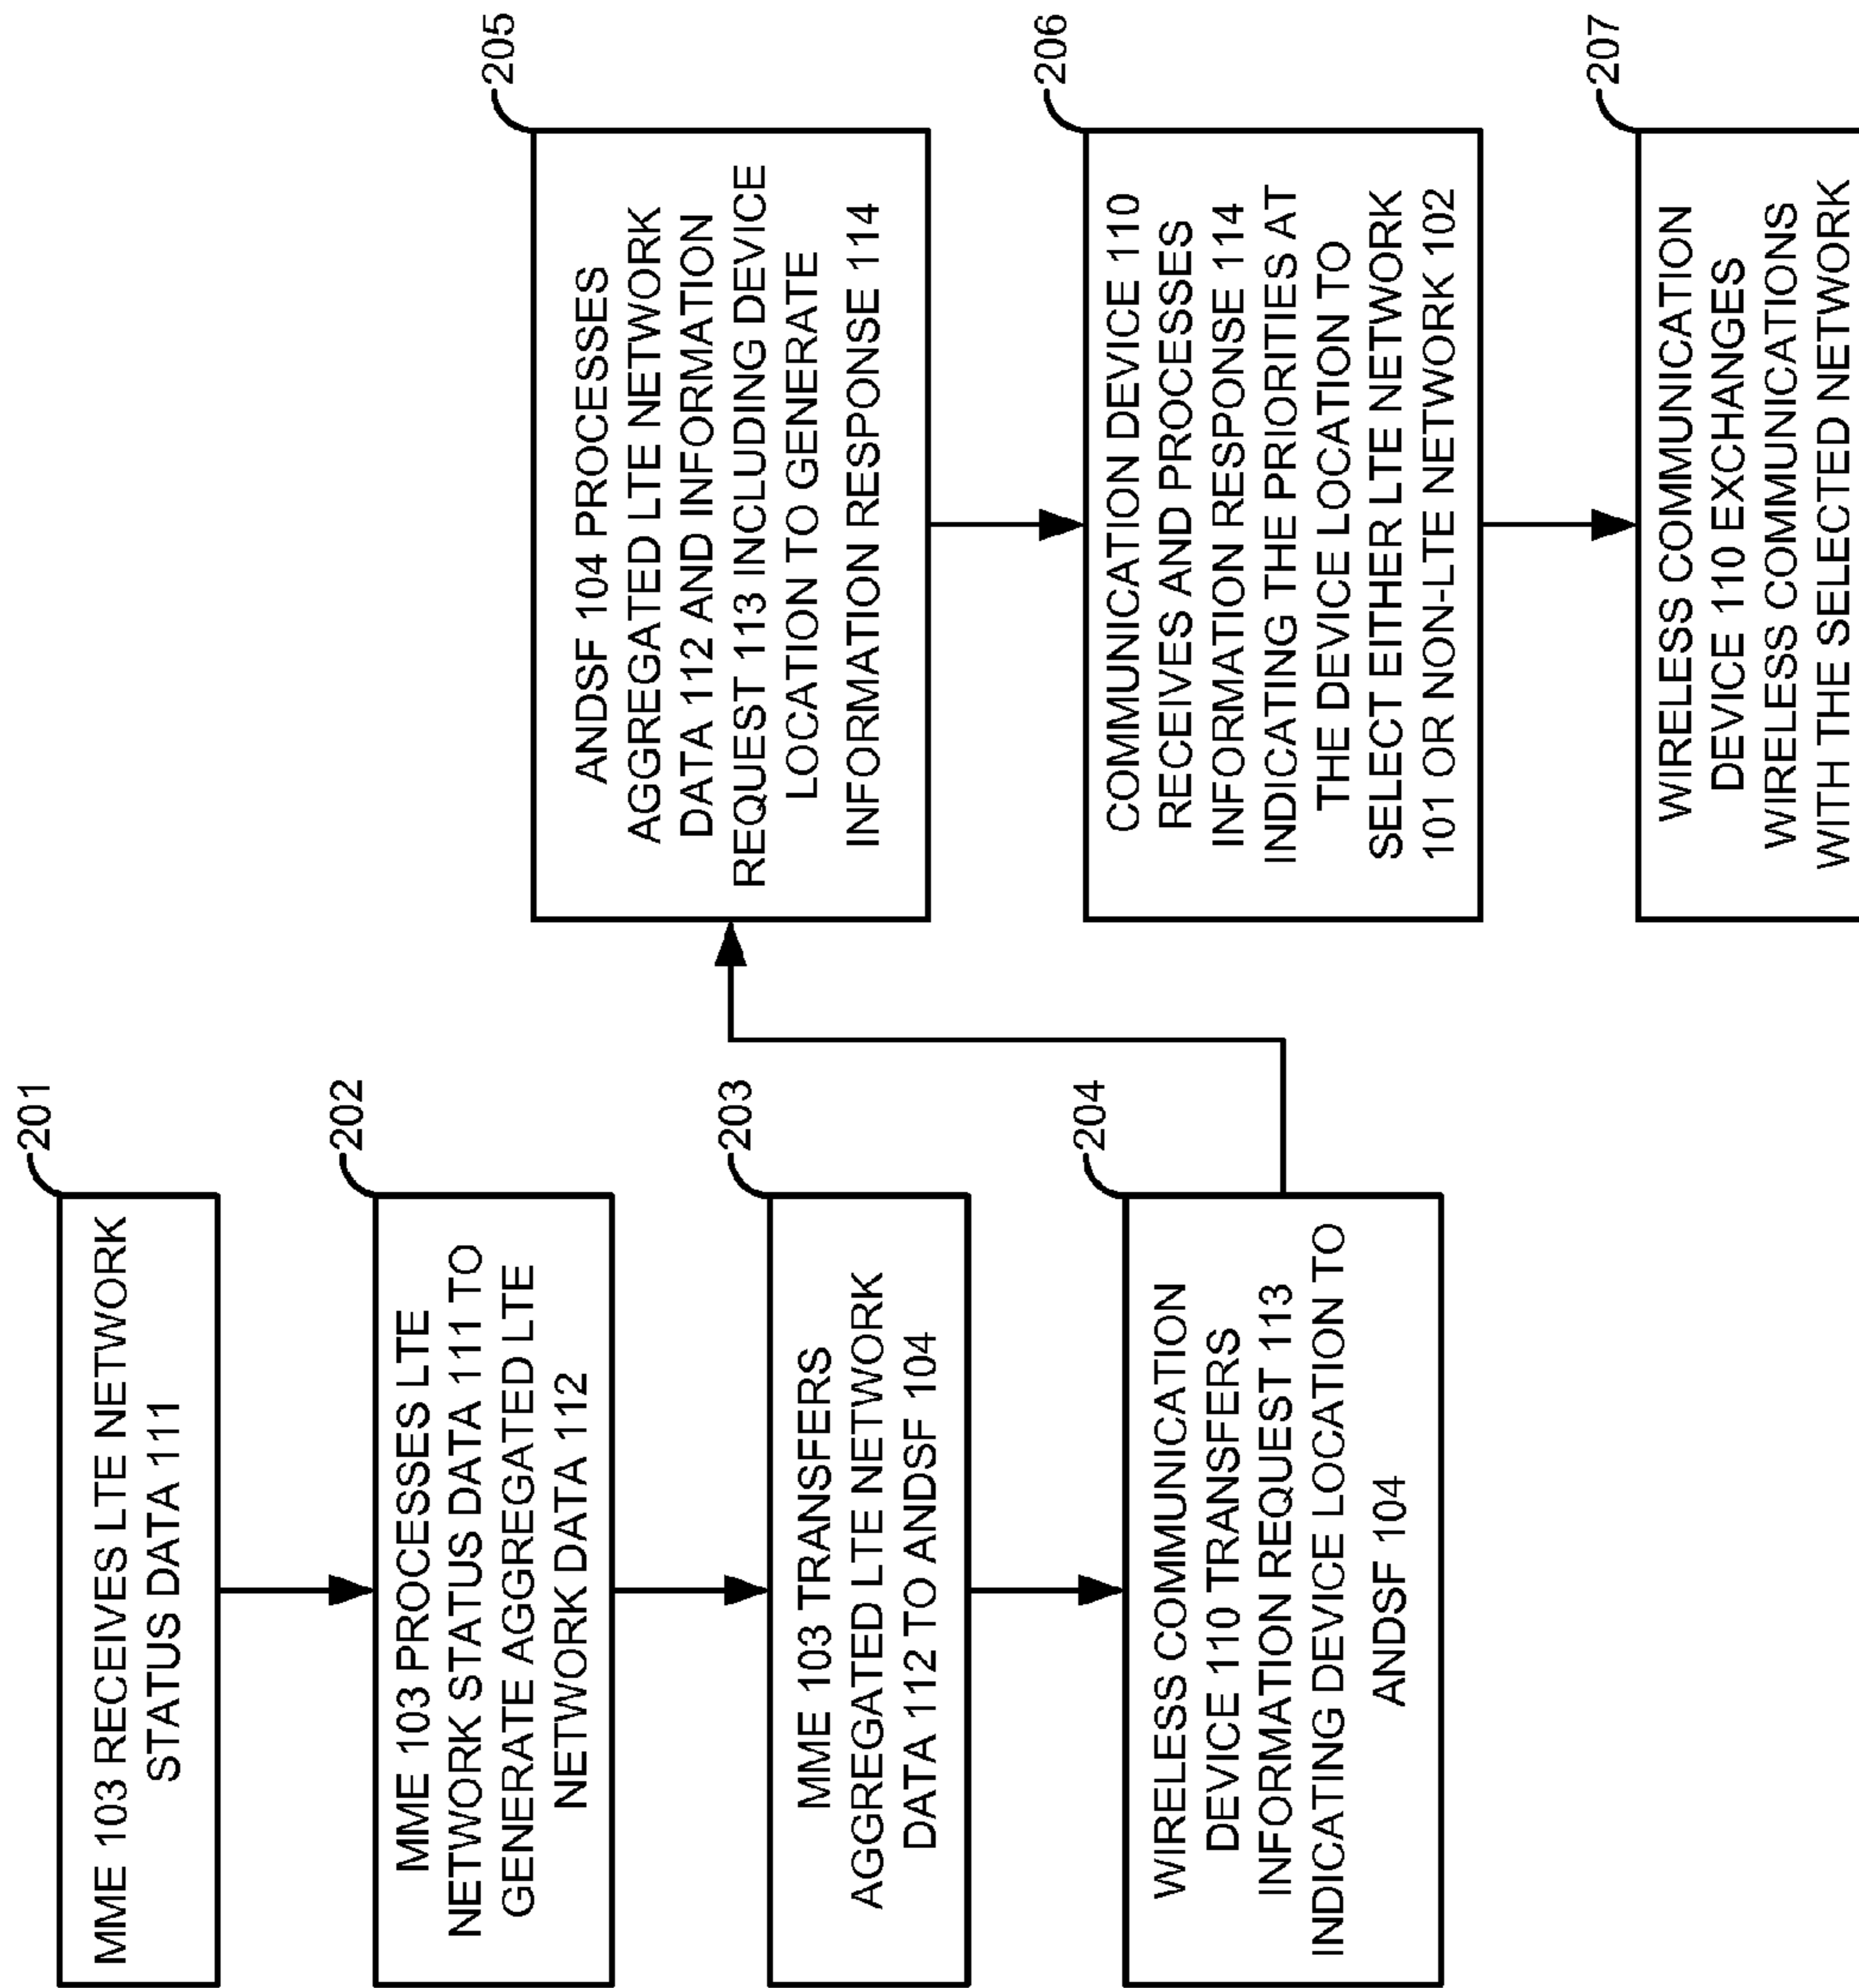 201
MME 103 RECEIVES LTE NETWORK
STATUS DATA 111
202
MME 103 PROCESSES LTE
NETWORK STATUS DATA 111 TO
GENERATE AGGREGATED LTE
NETWORK DATA 112
203
MME 103 TRANSFERS
AGGREGATED LTE NETWORK
DATA 112 TO ANDSF 104
204
WIRELESS COMMUNICATION
DEVICE 110 TRANSFERS
INFORMATION REQUEST 113
INDICATING DEVICE LOCATION TO
ANDSF 104
205
ANDSF 104 PROCESSES
AGGREGATED LTE NETWORK
DATA 112 AND INFORMATION
REQUEST 113 INCLUDING DEVICE
LOCATION TO GENERATE
INFORMATION RESPONSE 114
206
COMMUNICATION DEVICE 110
RECEIVES AND PROCESSES
INFORMATION RESPONSE 114
INDICATING THE PRIORITIES AT
THE DEVICE LOCATION TO
SELECT EITHER LTE NETWORK
101 OR NON-LTE NETWORK 102
207
WIRELESS COMMUNICATION
DEVICE 110 EXCHANGES
WIRELESS COMMUNICATIONS
WITH THE SELECTED NETWORK